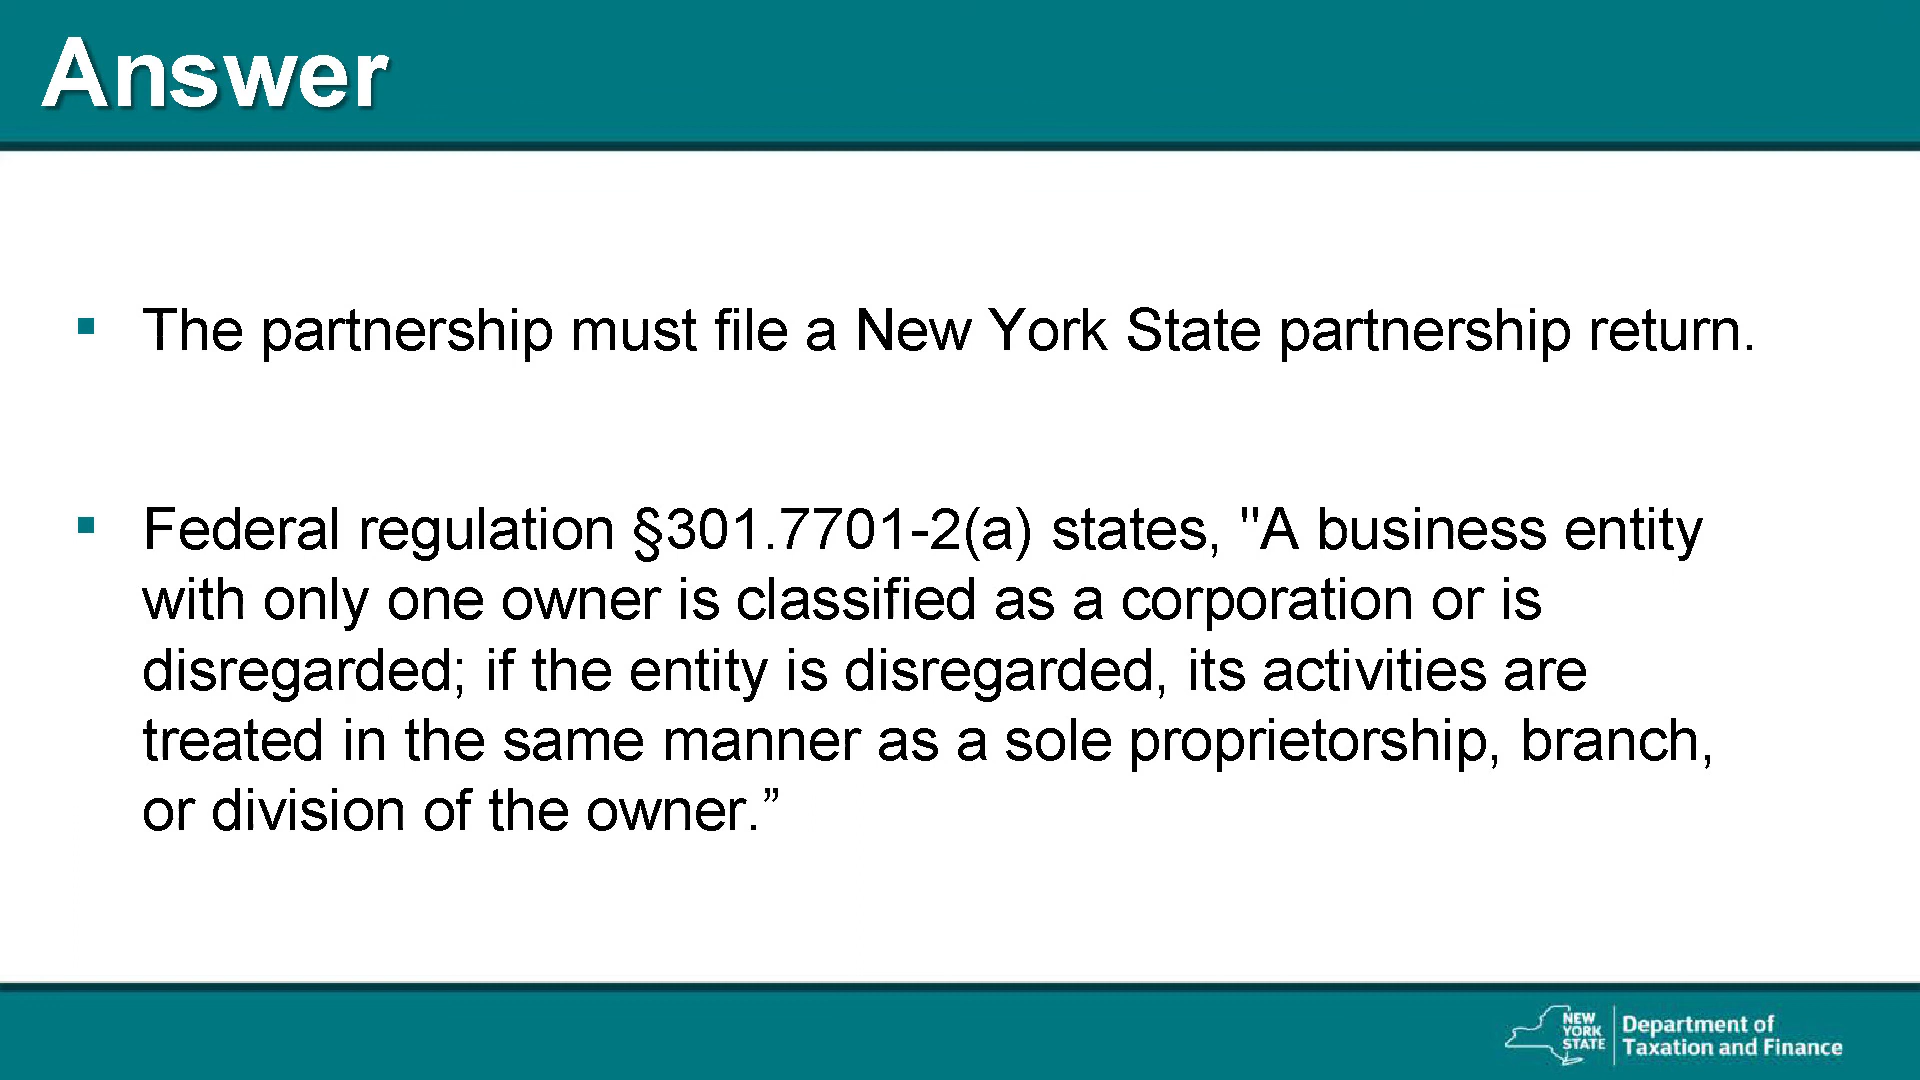 Answer
▪ The partnership must file a New York State partnership return.
▪ Federal regulation §301.7701-2(a) states, "A business entity
with only one owner is classified as a corporation or is
disregarded; if the entity is disregarded, its activities are
treated in the same manner as a sole proprietorship, branch,
or division of the owner.”
NEW
YORK
STATE
Department of
Taxation and Finance